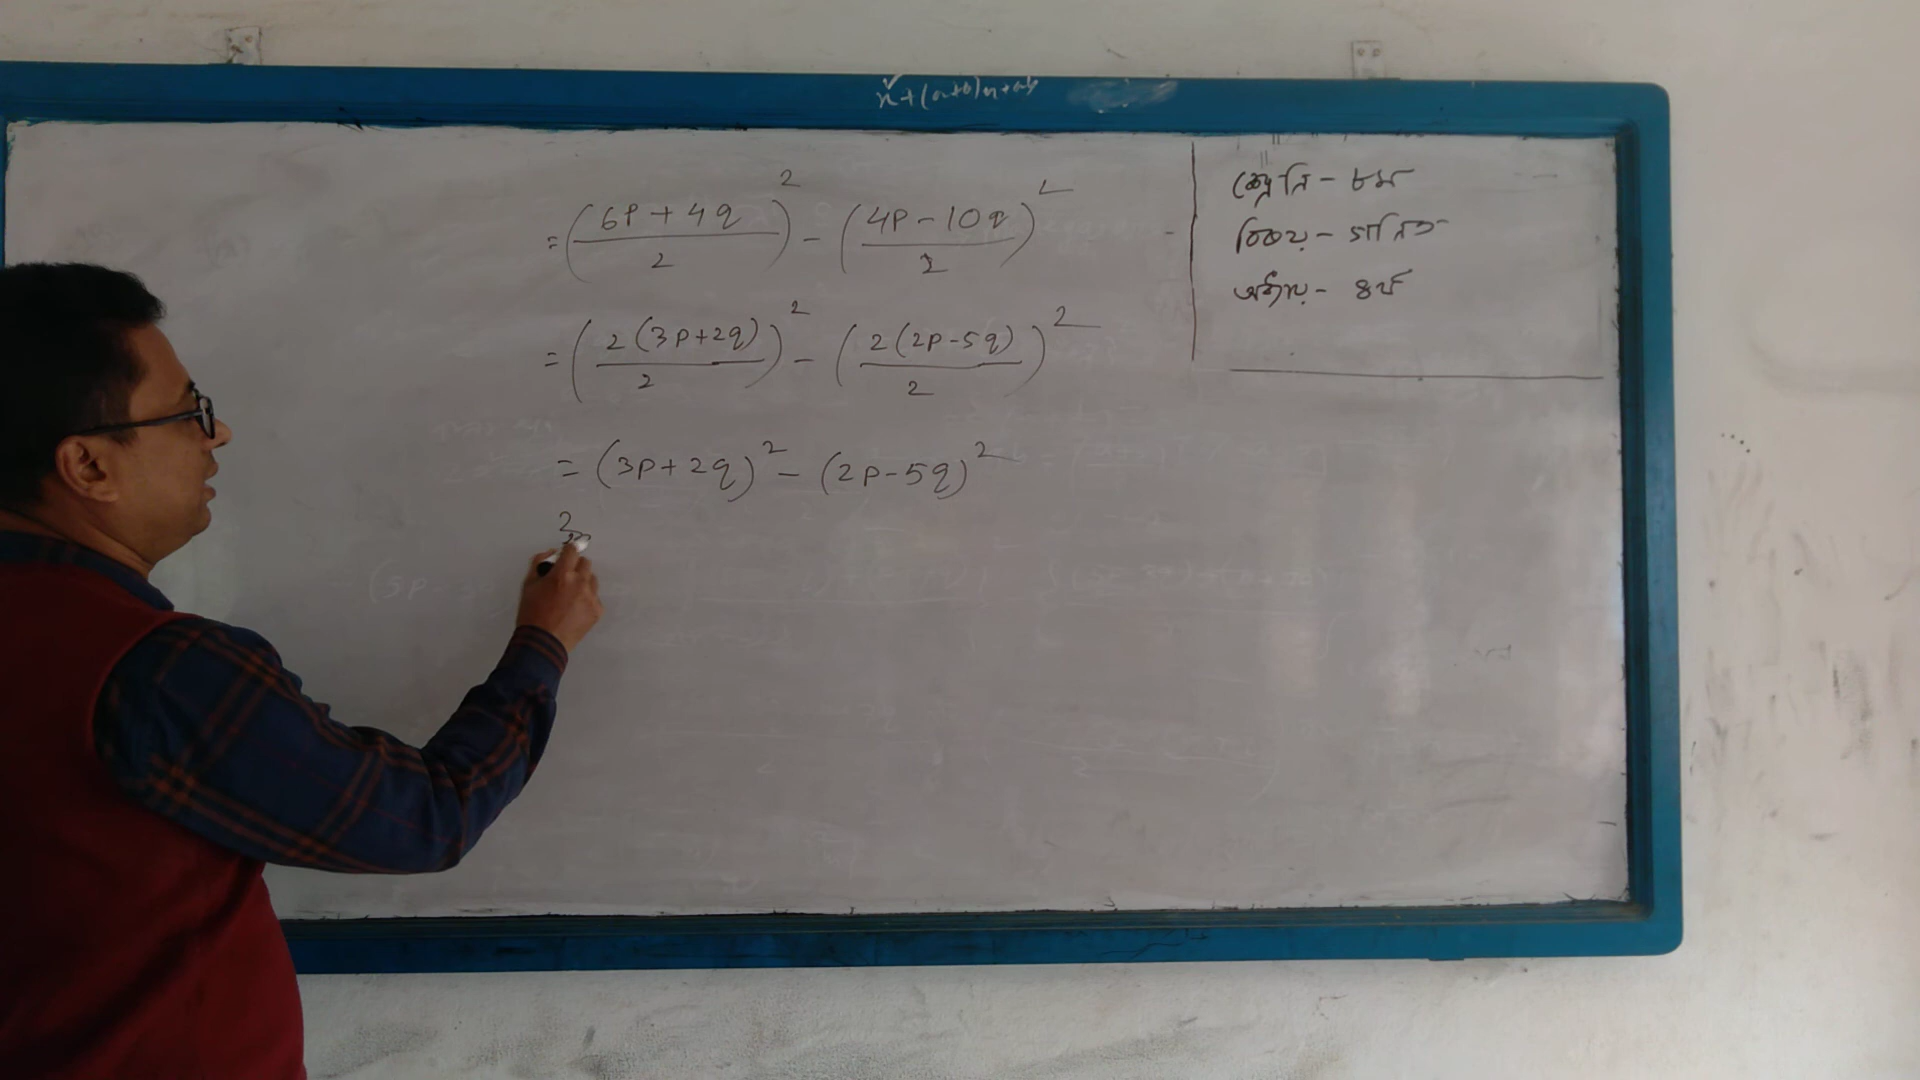 x² + (a+b)x + ab
= (6p + 4q / 2)² - (4p - 10q / 2)²
= (2(3p+2q) / 2)² - (2(2p-5q) / 2)²
= (3p+2q)² - (2p-5q)²
শ্রেণি - ৮ম
বিষয় - গণিত
অধ্যায় - ৪র্থ